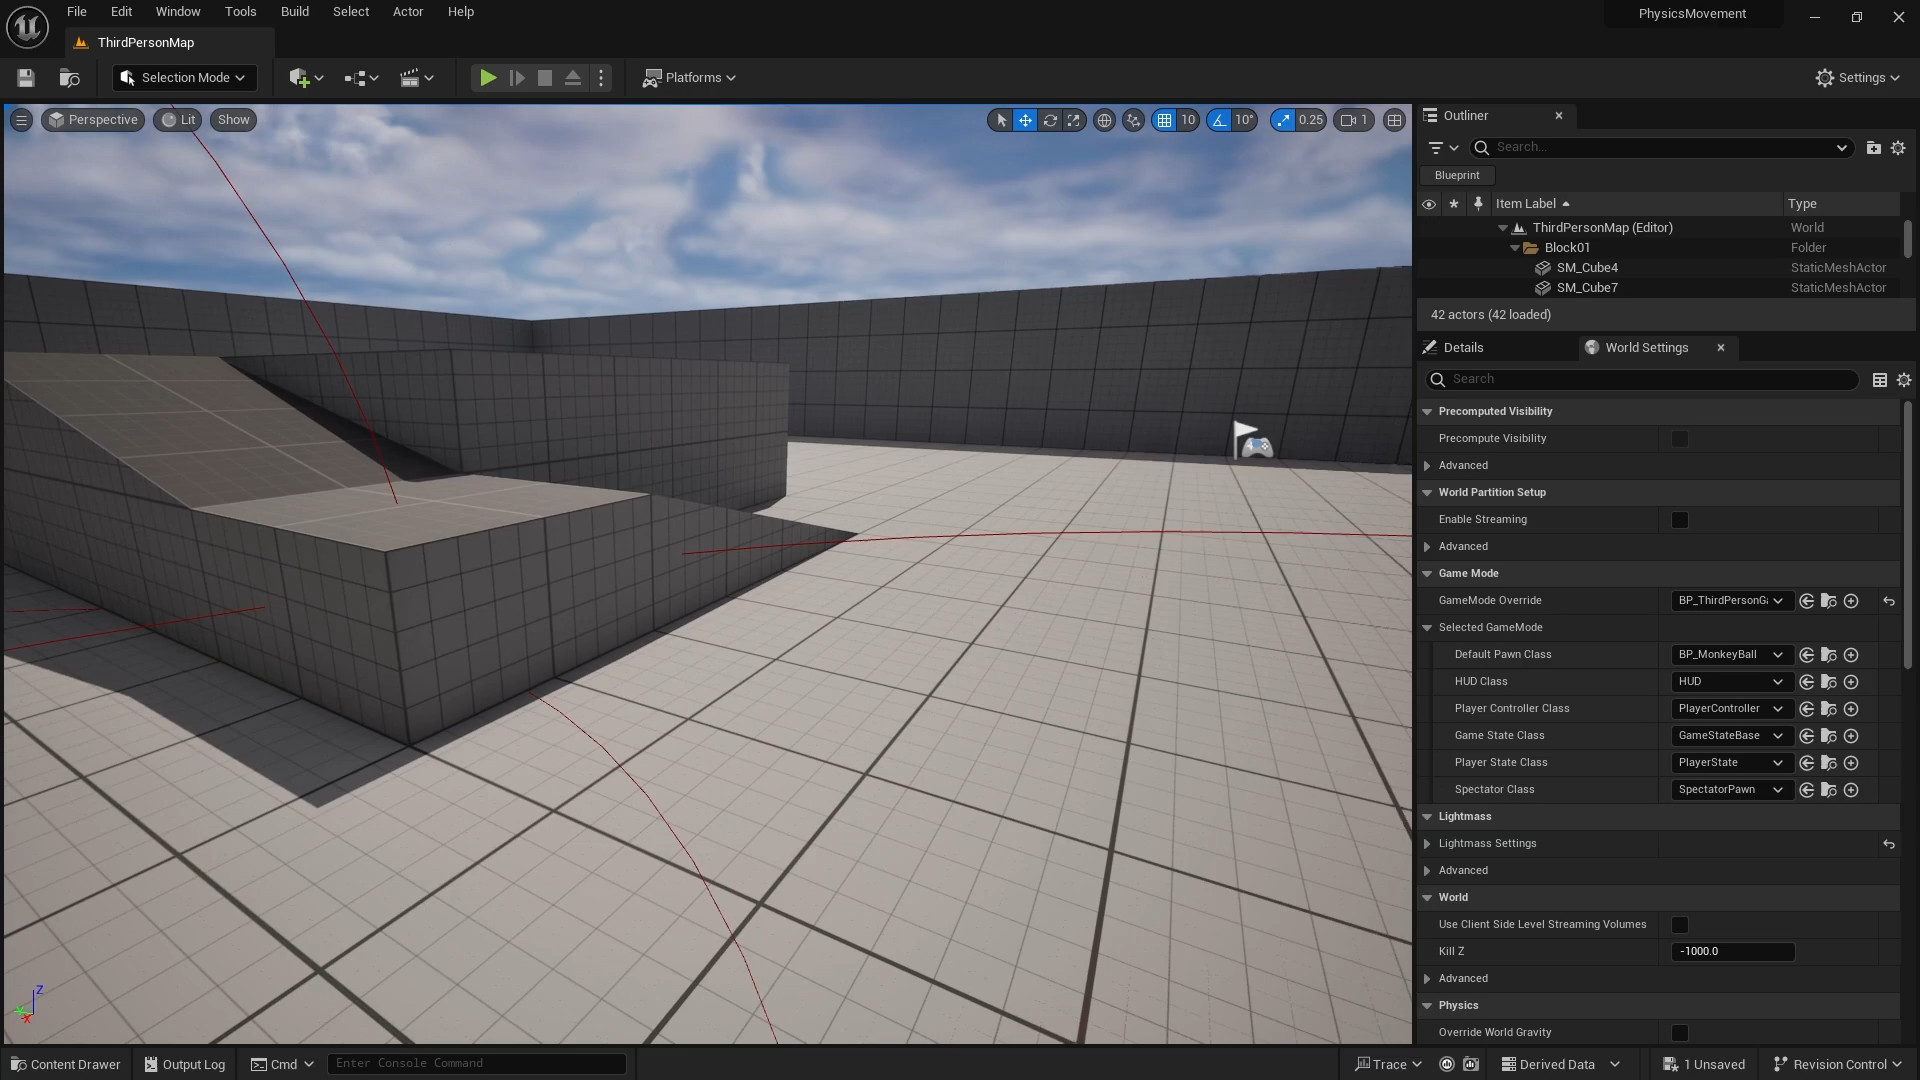 File Edit Window Tools Build Select Actor Help
PhysicsMovement
ThirdPersonMap
Selection Mode
Platforms
Settings
Perspective Lit Show
10 10° 0.25 1
Outliner
Search...
Blueprint
Item Label Type
ThirdPersonMap (Editor) World
Block01 Folder
SM_Cube4 StaticMeshActor
SM_Cube7 StaticMeshActor
42 actors (42 loaded)
Details World Settings
Search
Precomputed Visibility
Precompute Visibility
Advanced
World Partition Setup
Enable Streaming
Advanced
Game Mode
GameMode Override BP_ThirdPersonGa
Selected GameMode
Default Pawn Class BP_MonkeyBall
HUD Class HUD
Player Controller Class PlayerController
Game State Class GameStateBase
Player State Class PlayerState
Spectator Class SpectatorPawn
Lightmass
Lightmass Settings
Advanced
World
Use Client Side Level Streaming Volumes
Kill Z -1000.0
Advanced
Physics
Override World Gravity
Z
X
Content Drawer Output Log Cmd Enter Console Command Trace Derived Data 1 Unsaved Revision Control